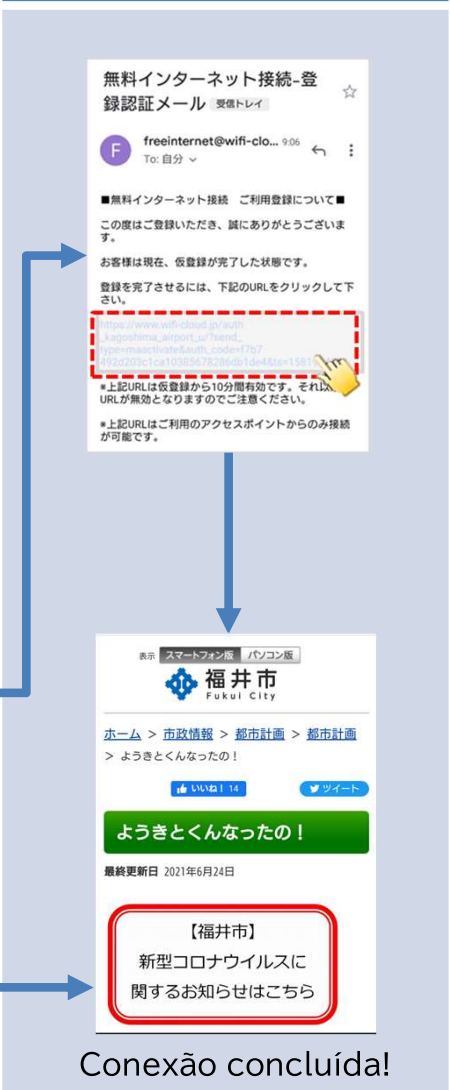 無料インターネット接続-登
録認証メール 受信トレイ
F
freeinternet@wifi-clo... 9:06
To: 自分
■無料インターネット接続 ご利用登録について■
この度はご登録いただき、誠にありがとうございま
す。
お客様は現在、仮登録が完了した状態です。
登録を完了させるには、下記のURLをクリックして下
さい。
https://www.wifi-cloud.jp/auth
_kagoshima_airport_u/?send_
type=maactivate&auth_code=f7b7
※上記URLは仮登録から10分間有効です。それ以
URLが無効となりますのでご注意ください。
※上記URLはご利用のアクセスポイントからのみ接続
が可能です。
表示 スマートフォン版 パソコン版
福井市
Fukui City
ホーム > 市政情報 > 都市計画 > 都市計画
> ようきとくんなったの！
いいね！ 14 ツイート
ようきとくんなったの！
最終更新日 2021年6月24日
【福井市】
新型コロナウイルスに
関するお知らせはこちら
Conexão concluída!